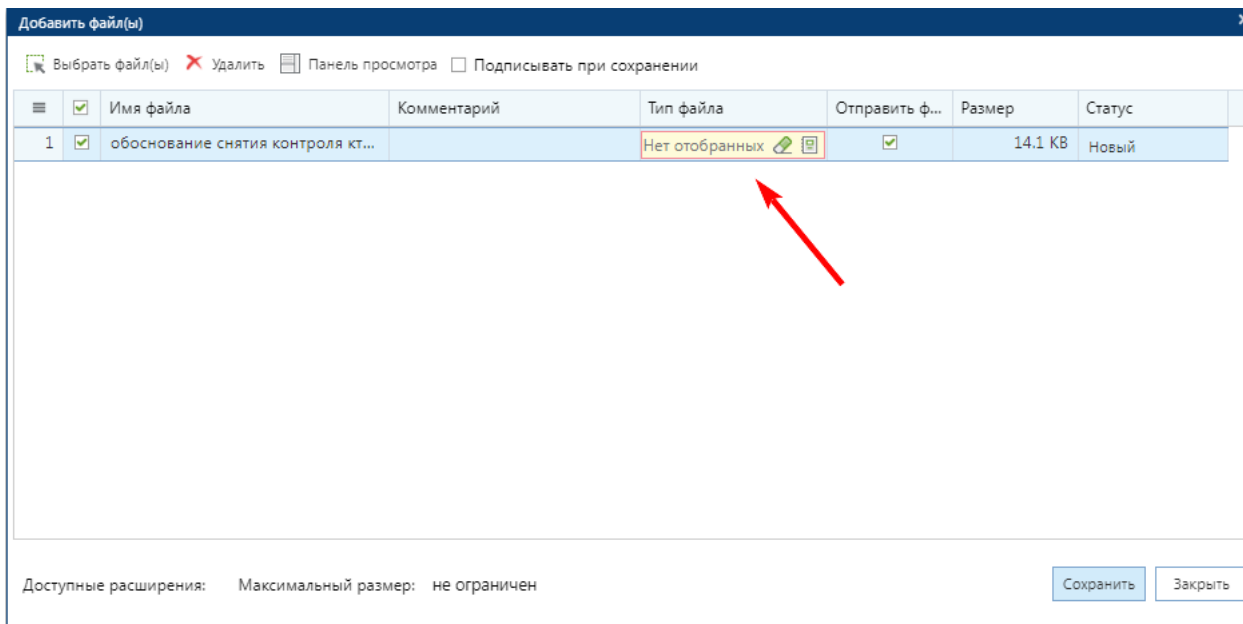 Добавить файл(ы)
Выбрать файл(ы) Удалить Панель просмотра Подписывать при сохранении
Имя файла Комментарий Тип файла Отправить ф... Размер Статус
1 обоснование снятия контроля кт... Нет отобранных 14.1 KB Новый
Доступные расширения: Максимальный размер: не ограничен Сохранить Закрыть